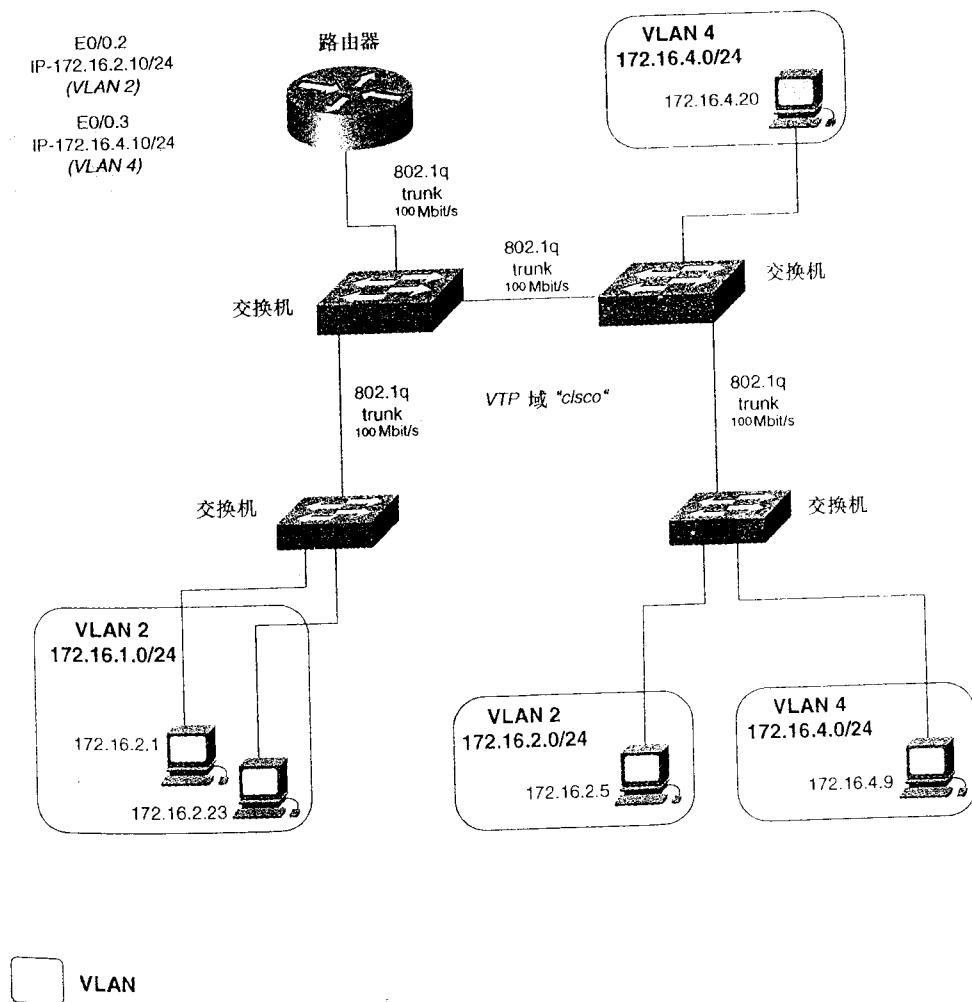 E0/0.2
IP-172.16.2.10/24
(VLAN 2)
E0/0.3
IP-172.16.4.10/24
(VLAN 4)
路由器
VLAN 4
172.16.4.0/24
172.16.4.20
802.1q
trunk
100 Mbit/s
802.1q
trunk
100 Mbit/s
交换机
交换机
802.1q
trunk
100 Mbit/s
VTP 域 "cisco"
802.1q
trunk
100 Mbit/s
交换机
交换机
VLAN 2
172.16.1.0/24
172.16.2.1
172.16.2.23
VLAN 2
172.16.2.0/24
172.16.2.5
VLAN 4
172.16.4.0/24
172.16.4.9
VLAN